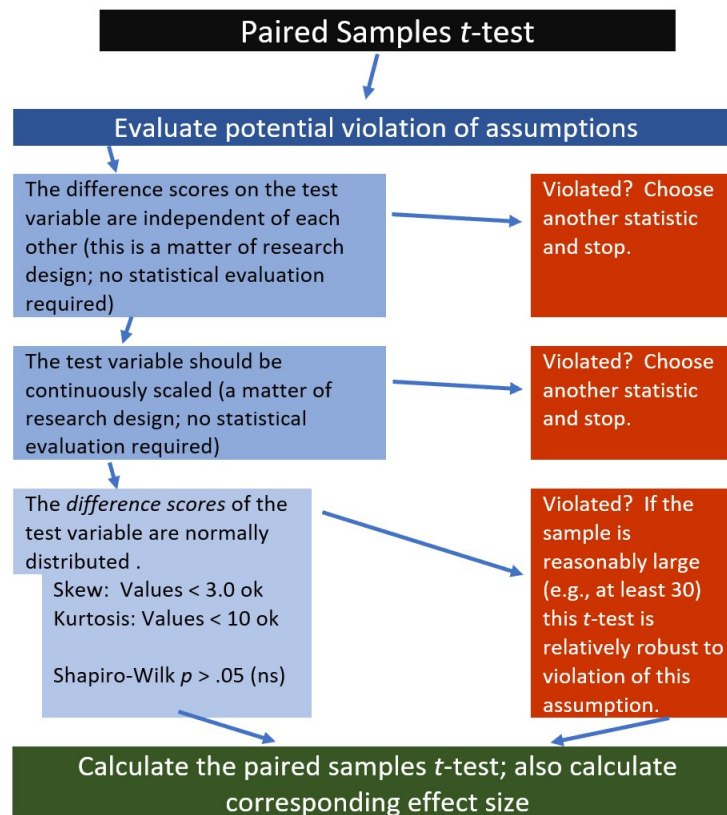 Paired Samples t-test
Evaluate potential violation of assumptions
The difference scores on the test
variable are independent of each
other (this is a matter of research
design; no statistical evaluation
required)
Violated? Choose
another statistic
and stop.
The test variable should be
continuously scaled (a matter of
research design; no statistical
evaluation required)
Violated? Choose
another statistic
and stop.
The difference scores of the
test variable are normally
distributed .
Skew: Values < 3.0 ok
Kurtosis: Values < 10 ok
Shapiro-Wilk p > .05 (ns)
Violated? If the
sample is
reasonably large
(e.g., at least 30)
this t-test is
relatively robust to
violation of this
assumption.
Calculate the paired samples t-test; also calculate
corresponding effect size